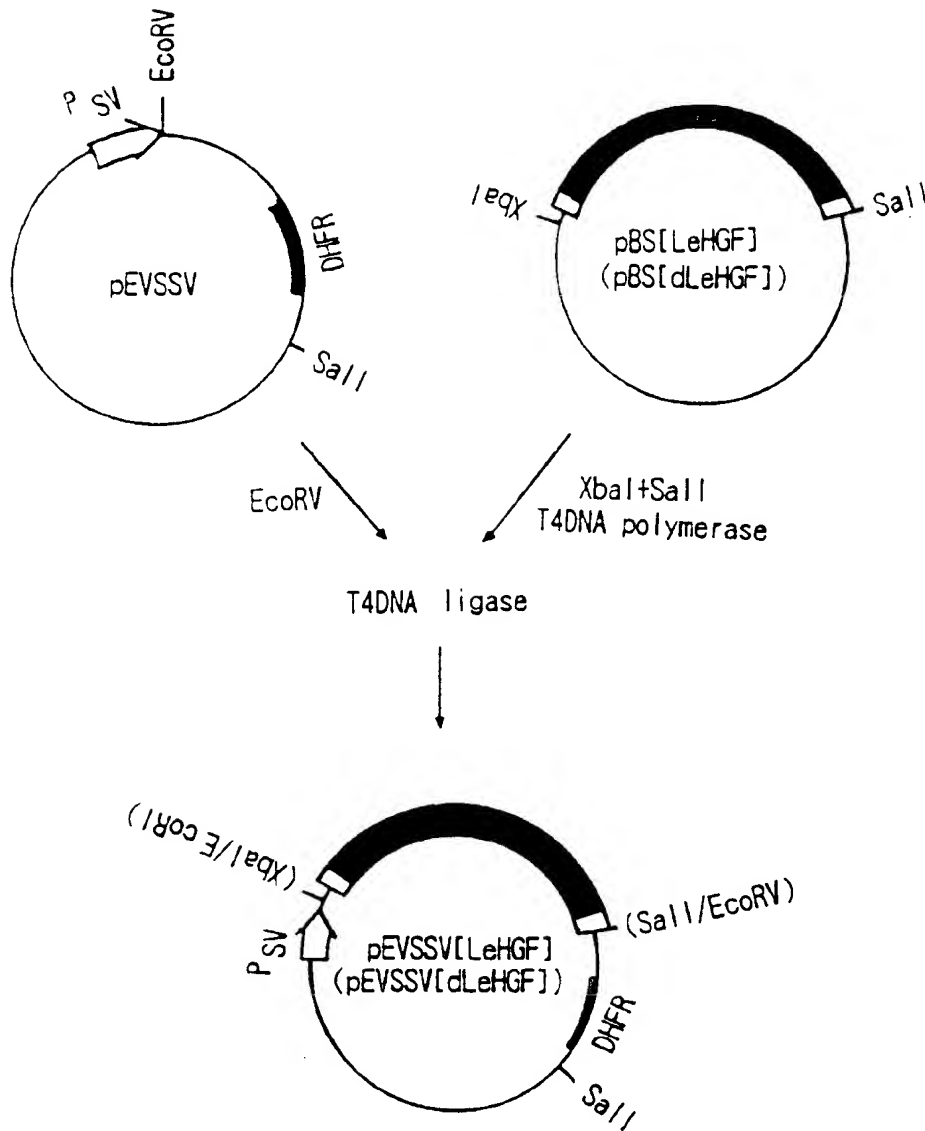 EcoRV
P SV
DHFR
pEVSSV
SalI
XbaI
SalI
pBS[LeHGF]
(pBS[dLeHGF])
EcoRV
XbaI+SalI
T4DNA polymerase
T4DNA ligase
(XbaI/EcoRI)
(SalI/EcoRV)
PSV
pEVSSV[LeHGF]
(pEVSSV[dLeHGF])
DHFR
SalI